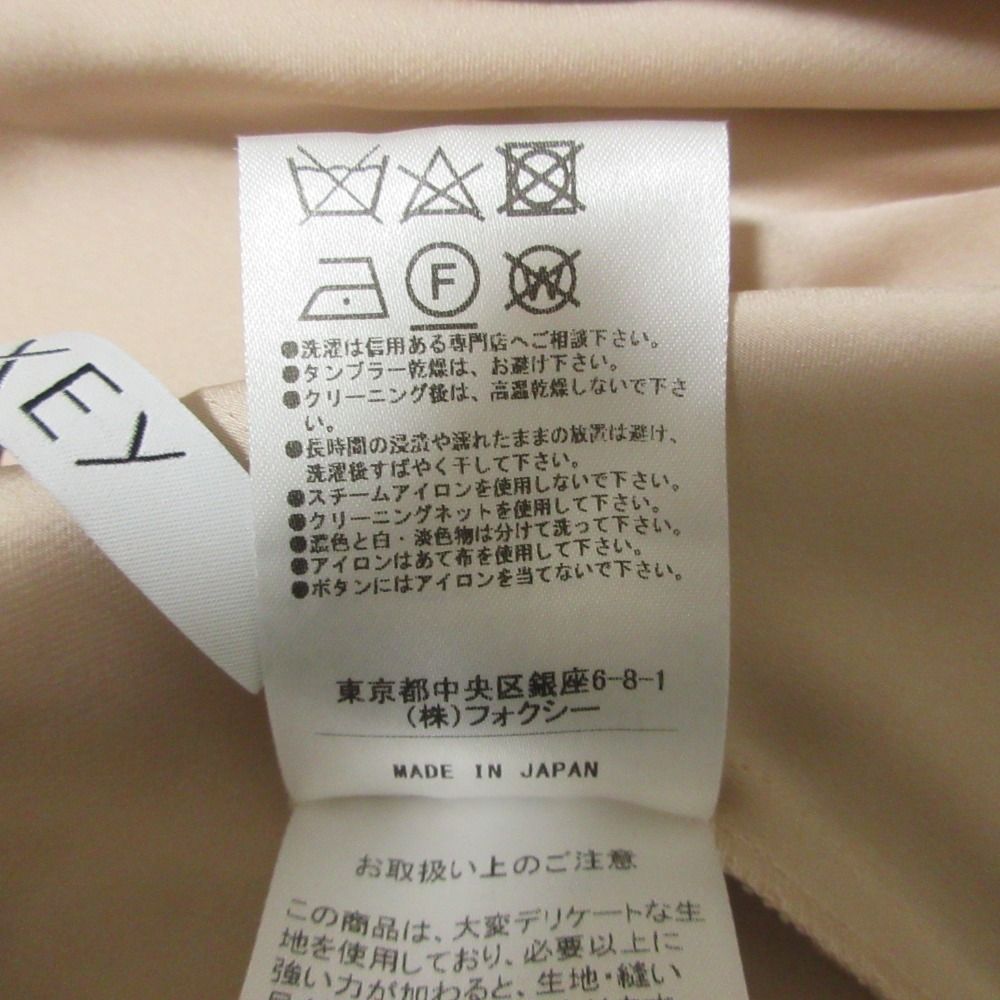 XEY
F
W
●洗濯は信用ある専門店へご相談下さい。
●タンブラー乾燥は、お避け下さい。
●クリーニング後は、高温乾燥しないで下さ
い。
●長時間の浸漬や濡れたままの放置は避け、
洗濯後すばやく干して下さい。
●スチームアイロンを使用しないで下さい。
●クリーニングネットを使用して下さい。
●濃色と白・淡色物は分けて洗って下さい。
●アイロンはあて布を使用して下さい。
●ボタンにはアイロンを当てないで下さい。
東京都中央区銀座6-8-1
(株)フォクシー
MADE IN JAPAN
お取扱い上のご注意
この商品は、大変デリケートな生
地を使用しており、必要以上に
強い力が加わると、生地・縫い